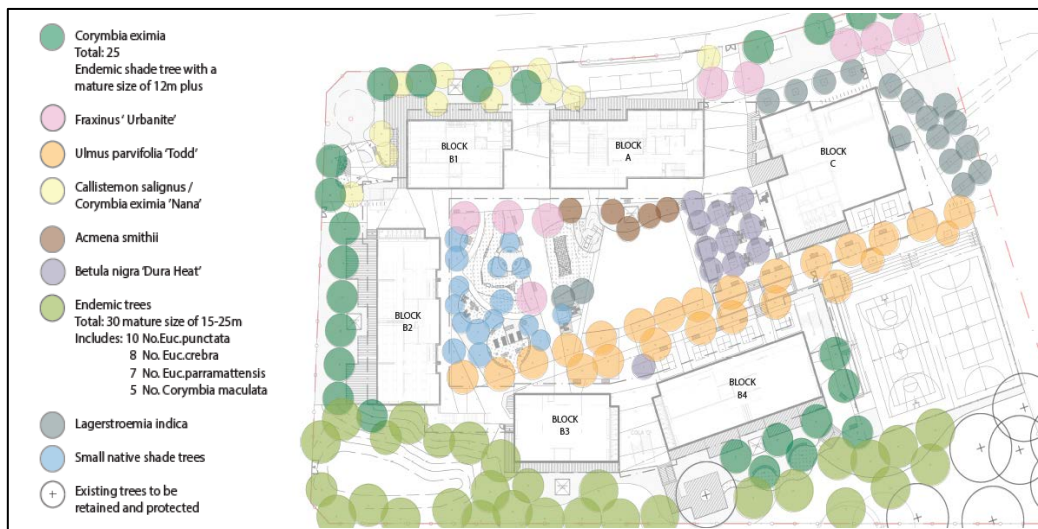 Corymbia eximia
Total: 25
Endemic shade tree with a
mature size of 12m plus
Fraxinus ‘ Urbanite’
Ulmus parvifolia ‘Todd’
Callistemon salignus /
Corymbia eximia ‘Nana’
Acmena smithii
Betula nigra ‘Dura Heat’
Endemic trees
Total: 30 mature size of 15-25m
Includes: 10 No.Euc.punctata
8 No. Euc.crebra
7 No. Euc.parramattensis
5 No. Corymbia maculata
Lagerstroemia indica
Small native shade trees
Existing trees to be
retained and protected
BLOCK
B1
BLOCK
A
BLOCK
C
BLOCK
B2
BLOCK
B3
BLOCK
B4